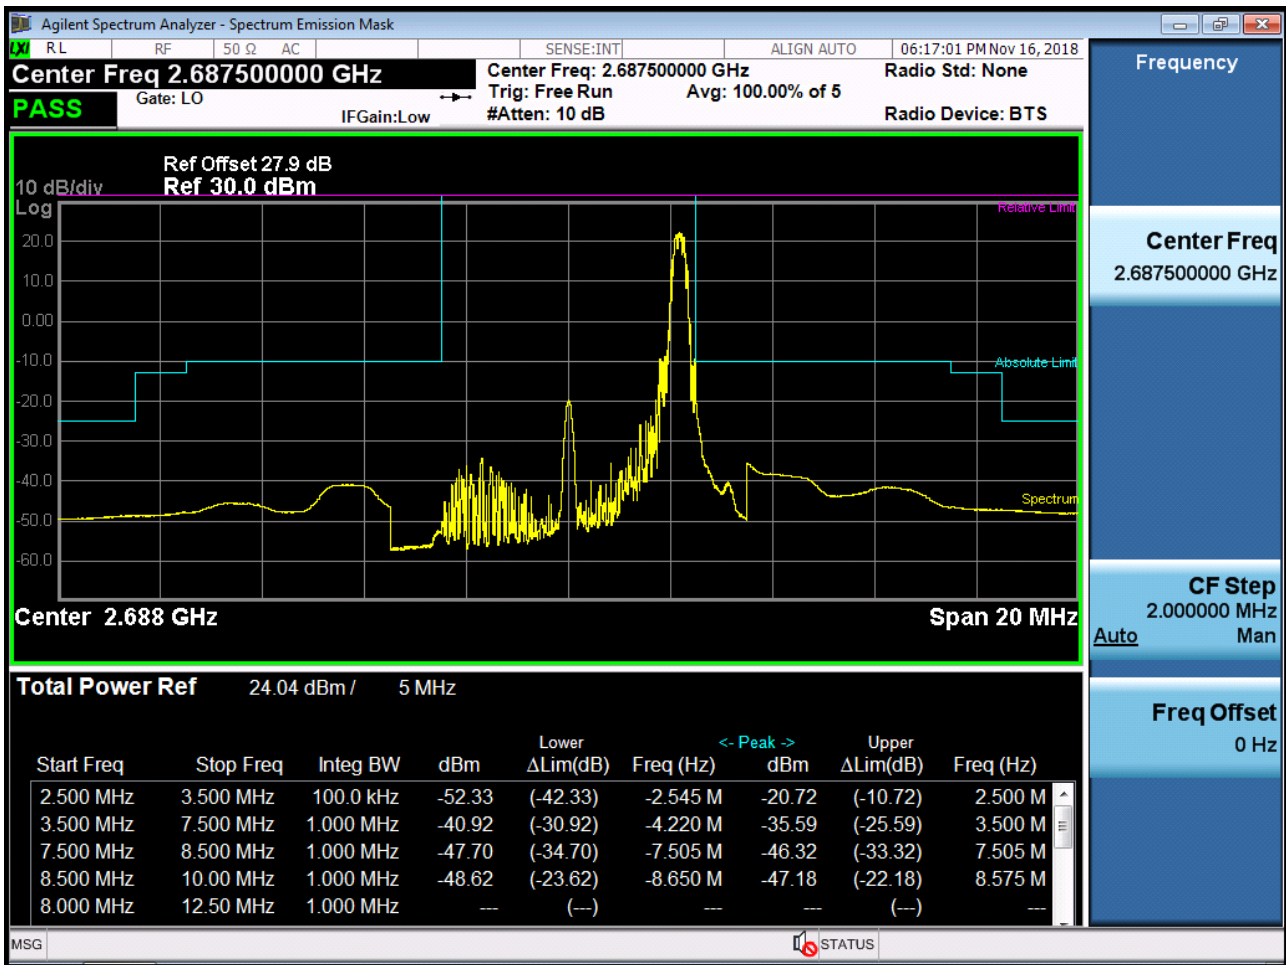 Agilent Spectrum Analyzer - Spectrum Emission Mask
LXI RL RF 50 Ω AC SENSE:INT ALIGN AUTO 06:17:01 PM Nov 16, 2018
Center Freq 2.687500000 GHz
Center Freq: 2.687500000 GHz
Radio Std: None
PASS
Gate: LO
Trig: Free Run
Avg: 100.00% of 5
IFGain:Low
#Atten: 10 dB
Radio Device: BTS
Ref Offset 27.9 dB
10 dB/div
Ref 30.0 dBm
Log
Relative Limit
20.0
10.0
0.00
-10.0
Absolute Limit
-20.0
-30.0
-40.0
Spectrum
-50.0
-60.0
Center 2.688 GHz
Span 20 MHz
Total Power Ref 24.04 dBm / 5 MHz
Lower <- Peak -> Upper
Start Freq Stop Freq Integ BW dBm ΔLim(dB) Freq (Hz) dBm ΔLim(dB) Freq (Hz)
2.500 MHz 3.500 MHz 100.0 kHz -52.33 (-42.33) -2.545 M -20.72 (-10.72) 2.500 M
3.500 MHz 7.500 MHz 1.000 MHz -40.92 (-30.92) -4.220 M -35.59 (-25.59) 3.500 M
7.500 MHz 8.500 MHz 1.000 MHz -47.70 (-34.70) -7.505 M -46.32 (-33.32) 7.505 M
8.500 MHz 10.00 MHz 1.000 MHz -48.62 (-23.62) -8.650 M -47.18 (-22.18) 8.575 M
8.000 MHz 12.50 MHz 1.000 MHz --- (---) --- --- (---) ---
MSG
STATUS
Frequency
Center Freq
2.687500000 GHz
CF Step
2.000000 MHz
Auto Man
Freq Offset
0 Hz